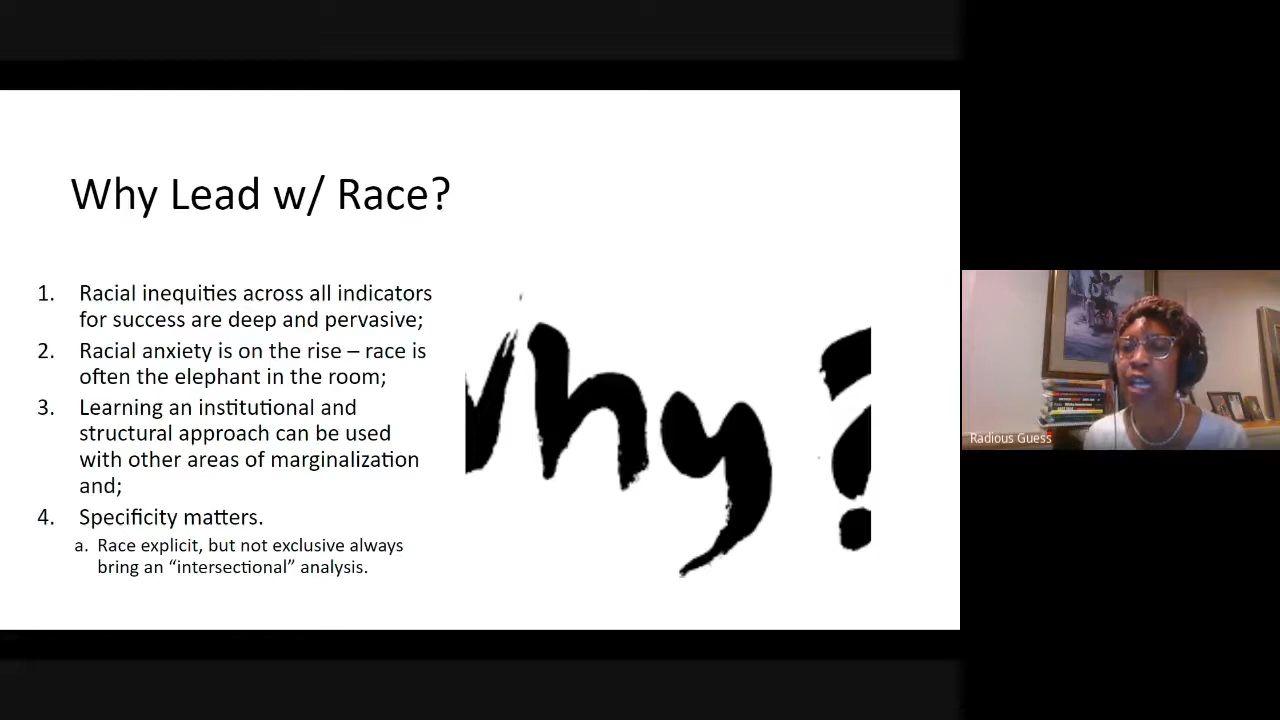 Why Lead w/ Race?
1. Racial inequities across all indicators
for success are deep and pervasive;
2. Racial anxiety is on the rise – race is
often the elephant in the room;
3. Learning an institutional and
structural approach can be used
with other areas of marginalization
and;
4. Specificity matters.
a. Race explicit, but not exclusive always
bring an “intersectional” analysis.
Why?
Radious Guess